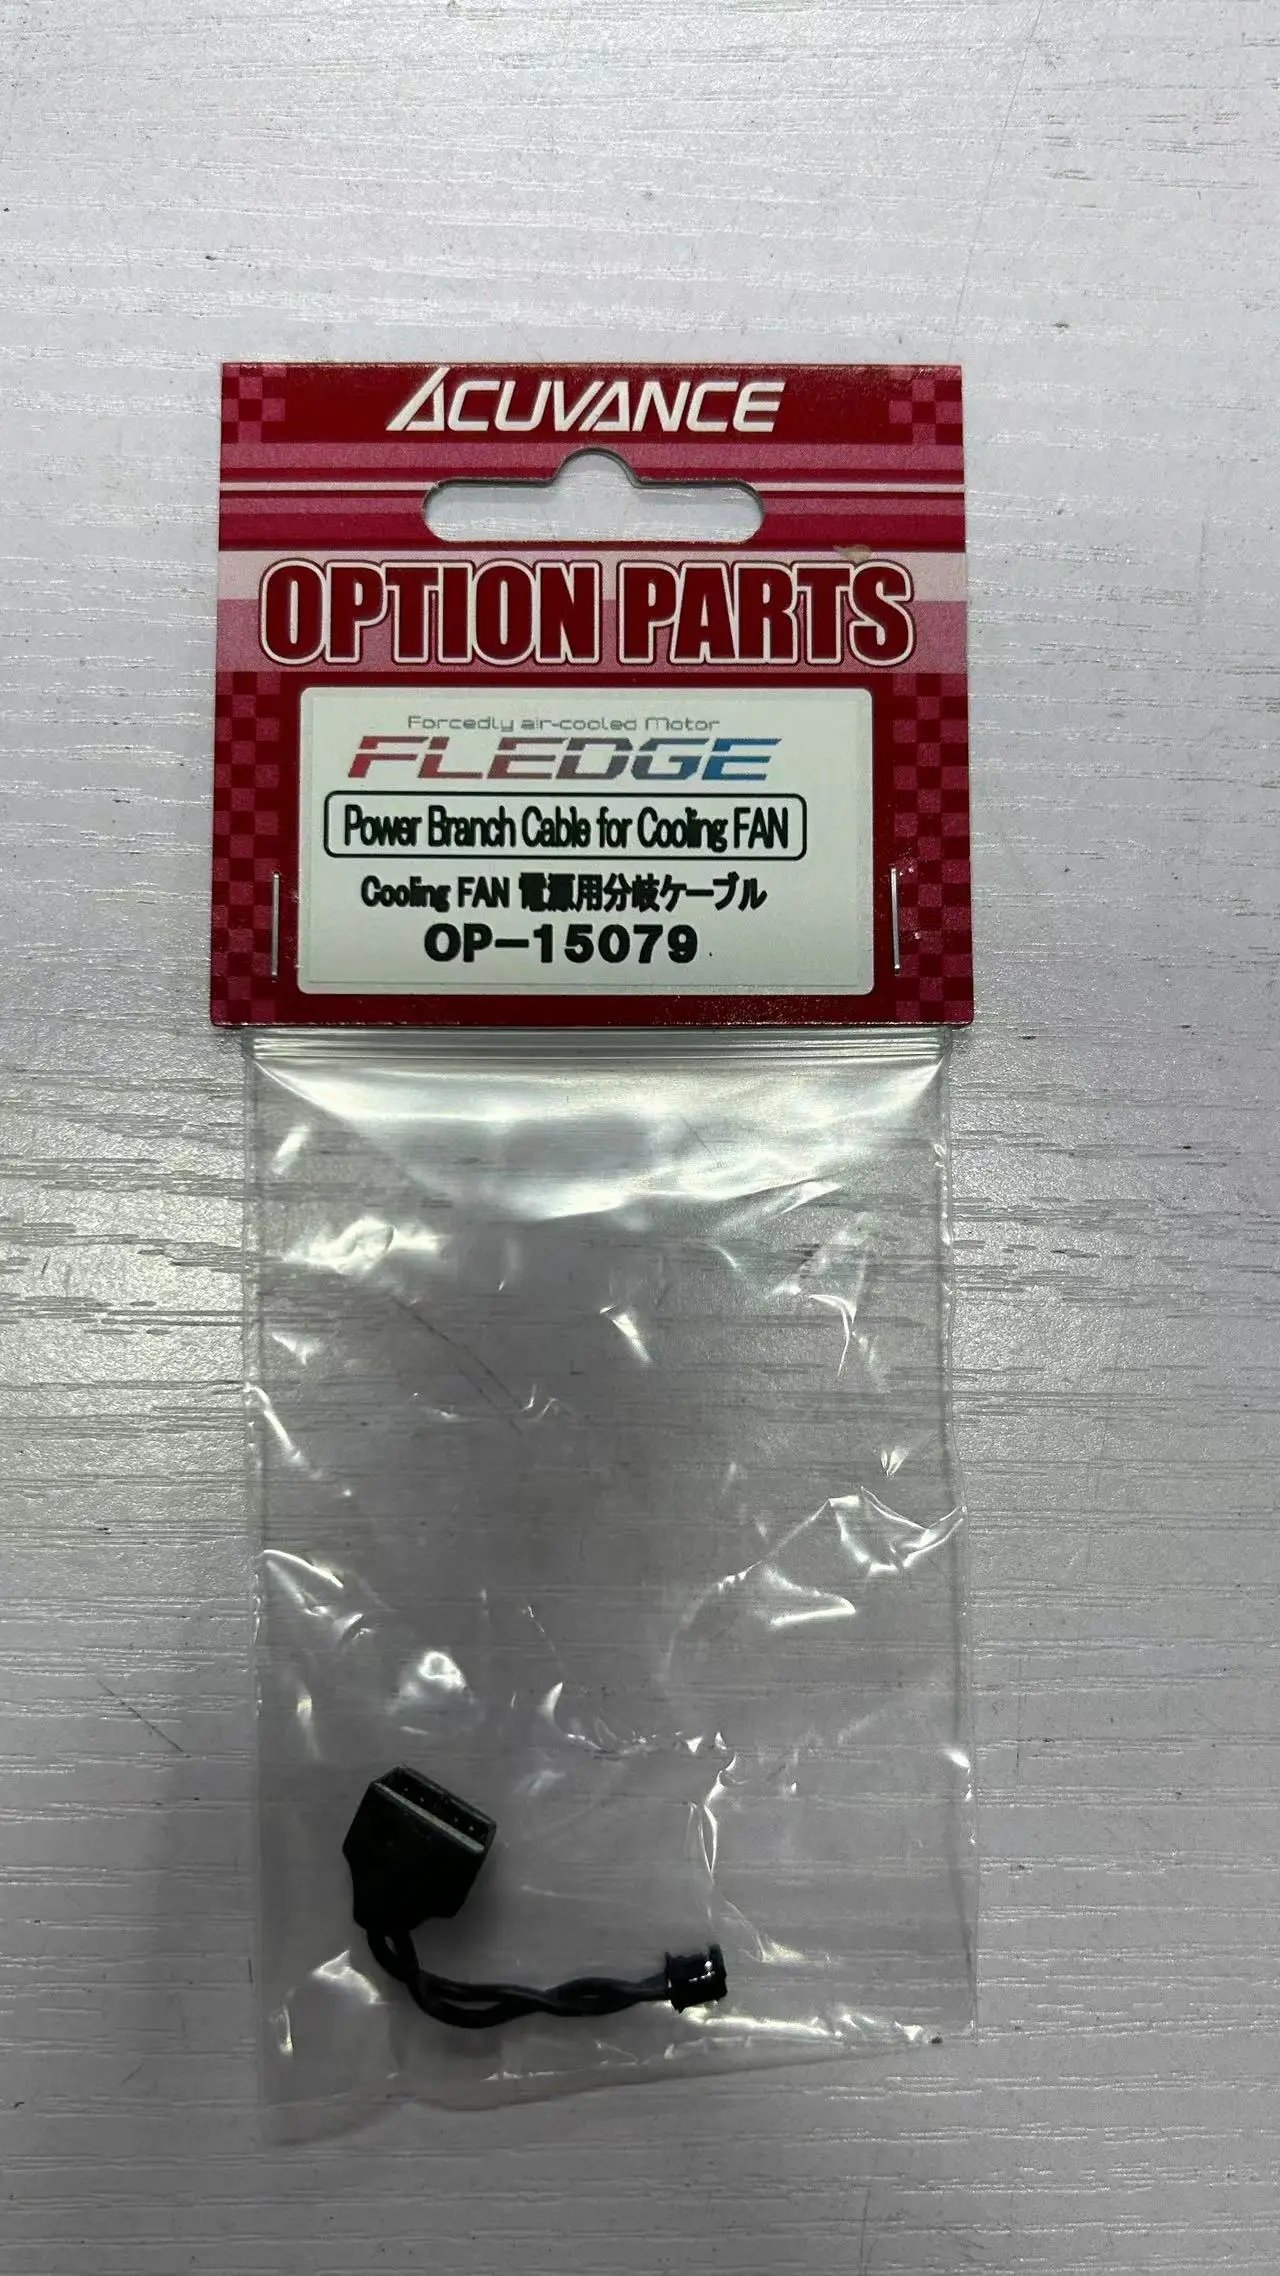 ACUVANCE
OPTION PARTS
Forcedly air-cooled Motor
FLEDGE
Power Branch Cable for Cooling FAN
Cooling FAN 電源用分岐ケーブル
OP-15079